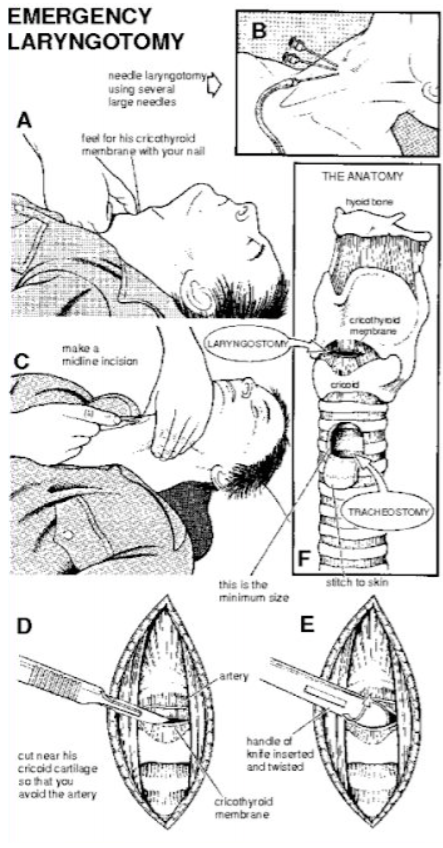 EMERGENCY
LARYNGOTOMY
B
needle laryngotomy
using several
large needles
A
feel for his cricothyroid
membrane with your nail
THE ANATOMY
hyoid bone
cricothyroid
membrane
LARYNGOSTOMY
cricoid
C
make a
midline incision
TRACHEOSTOMY
F
this is the
minimum size
stitch to skin
D
E
artery
cut near his
cricoid cartilage
so that you
avoid the artery
handle of
knife inserted
and twisted
cricothyroid
membrane